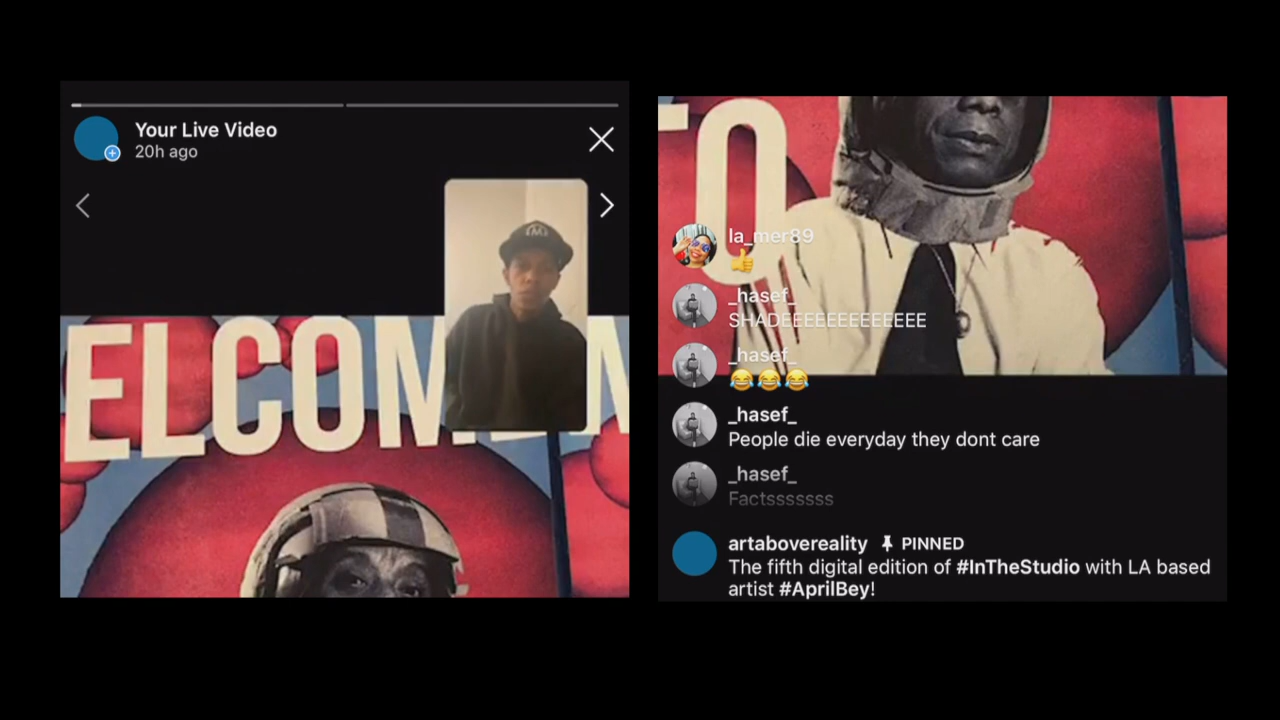 Your Live Video
20h ago
ELCOM
TO
la_mer89
👍
_hasef_
SHADEEEEEEEEEEEEE
_hasef_
😂😂😂
_hasef_
People die everyday they dont care
_hasef_
Factsssssss
artabovereality PINNED
The fifth digital edition of #InTheStudio with LA based
artist #AprilBey!